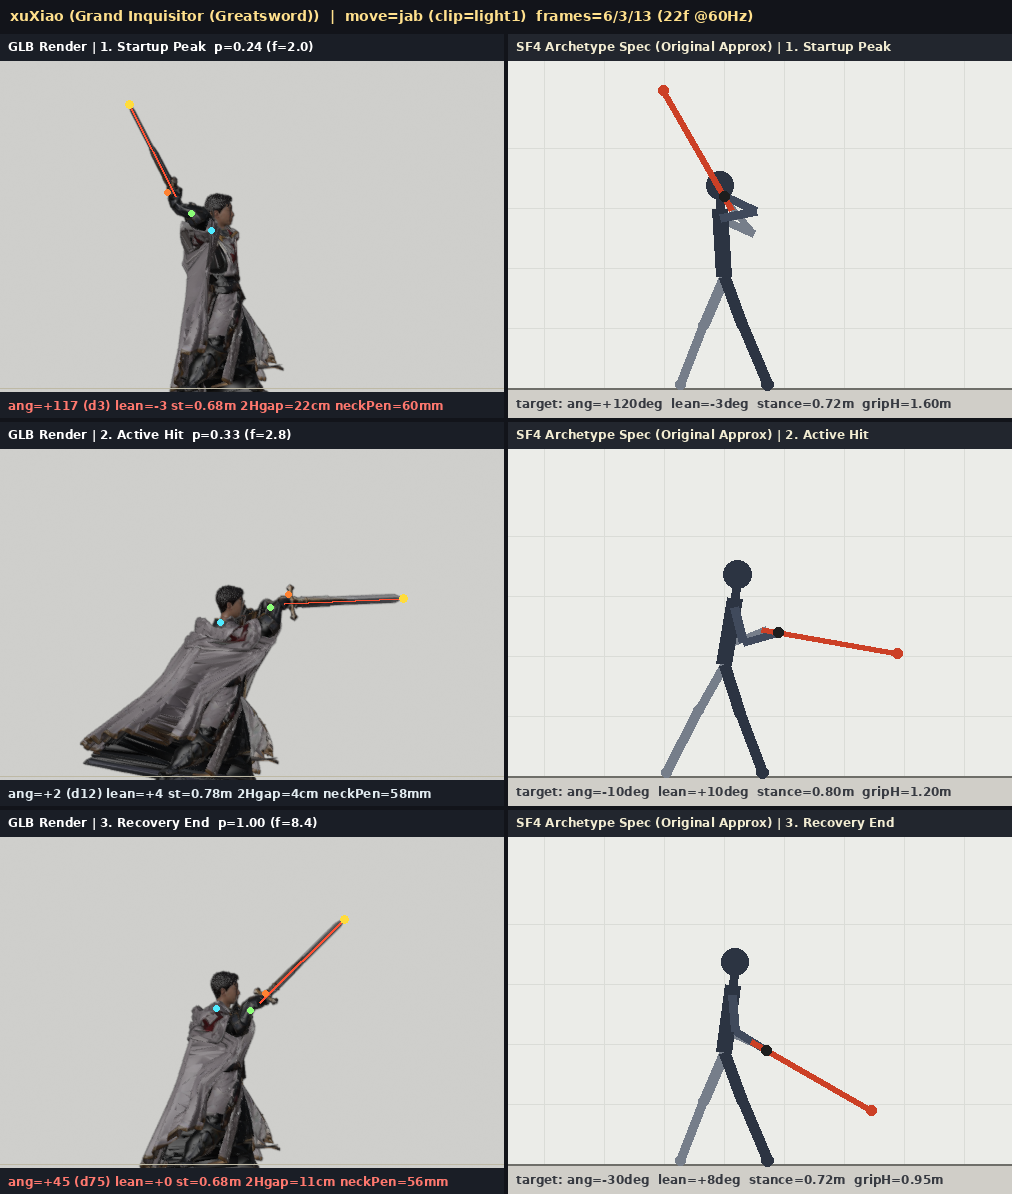 xuXiao (Grand Inquisitor (Greatsword))  |  move=jab (clip=light1)  frames=6/3/13 (22f @60Hz)
GLB Render | 1. Startup Peak  p=0.24 (f=2.0)
SF4 Archetype Spec (Original Approx) | 1. Startup Peak
ang=+117 (d3) lean=-3 st=0.68m 2Hgap=22cm neckPen=60mm
target: ang=+120deg  lean=-3deg  stance=0.72m  gripH=1.60m
GLB Render | 2. Active Hit  p=0.33 (f=2.8)
SF4 Archetype Spec (Original Approx) | 2. Active Hit
ang=+2 (d12) lean=+4 st=0.78m 2Hgap=4cm neckPen=58mm
target: ang=-10deg  lean=+10deg  stance=0.80m  gripH=1.20m
GLB Render | 3. Recovery End  p=1.00 (f=8.4)
SF4 Archetype Spec (Original Approx) | 3. Recovery End
ang=+45 (d75) lean=+0 st=0.68m 2Hgap=11cm neckPen=56mm
target: ang=-30deg  lean=+8deg  stance=0.72m  gripH=0.95m